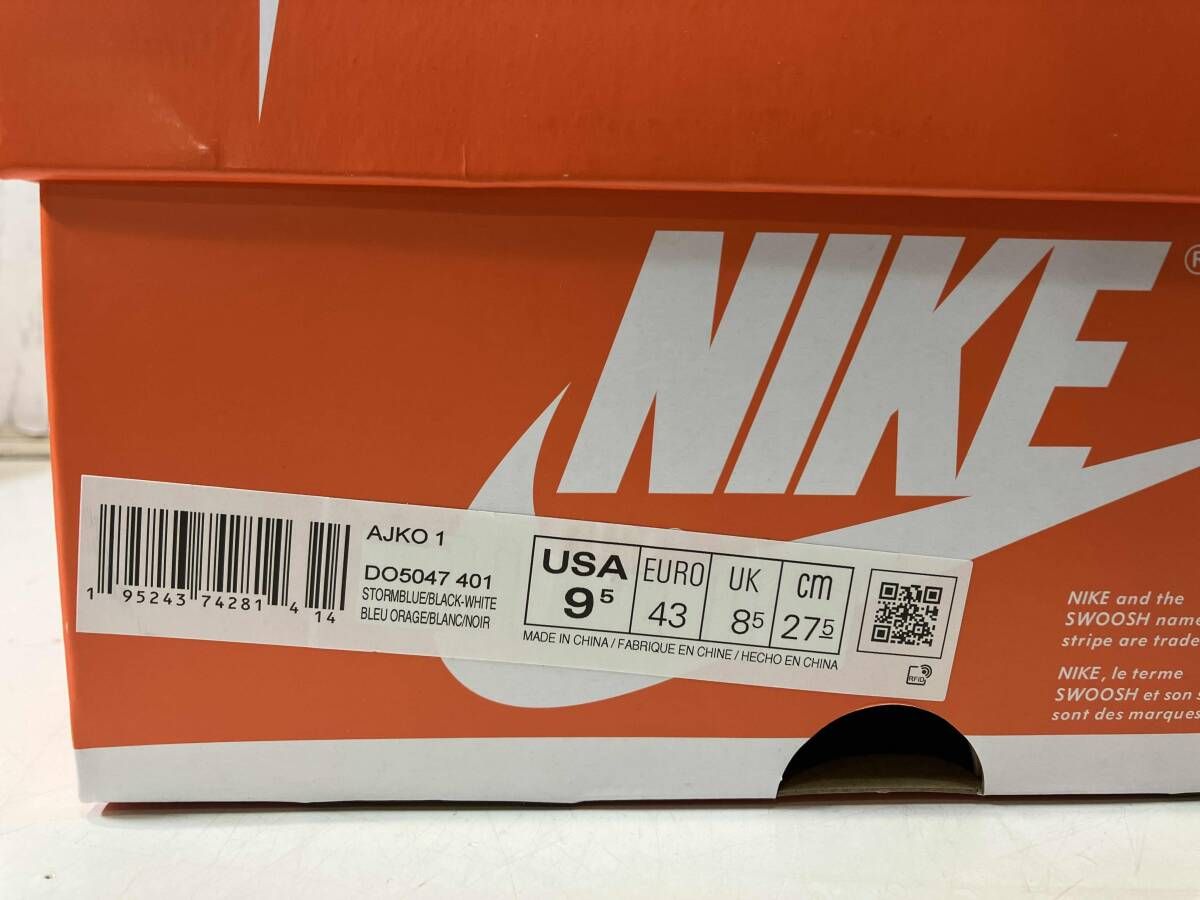 NIKE
®
AJKO 1
DO5047 401
STORMBLUE/BLACK-WHITE
BLEU ORAGE/BLANC/NOIR
1 95243 74281 4
14
USA EURO UK cm
9⁵ 43 8⁵ 27⁵
MADE IN CHINA / FABRIQUE EN CHINE / HECHO EN CHINA
RFID
NIKE and the
SWOOSH name
stripe are trade
NIKE, le terme
SWOOSH et son s
sont des marques